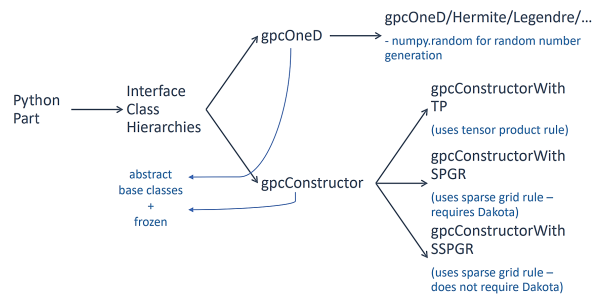 Python
Part
Interface
Class
Hierarchies
abstract
base classes
+
frozen
gpcOneD
gpcConstructor
gpcOneD/Hermite/Legendre/...
- numpy.random for random number
generation
gpcConstructorWith
TP
(uses tensor product rule)
gpcConstructorWith
SPGR
(uses sparse grid rule –
requires Dakota)
gpcConstructorWith
SSPGR
(uses sparse grid rule –
does not require Dakota)